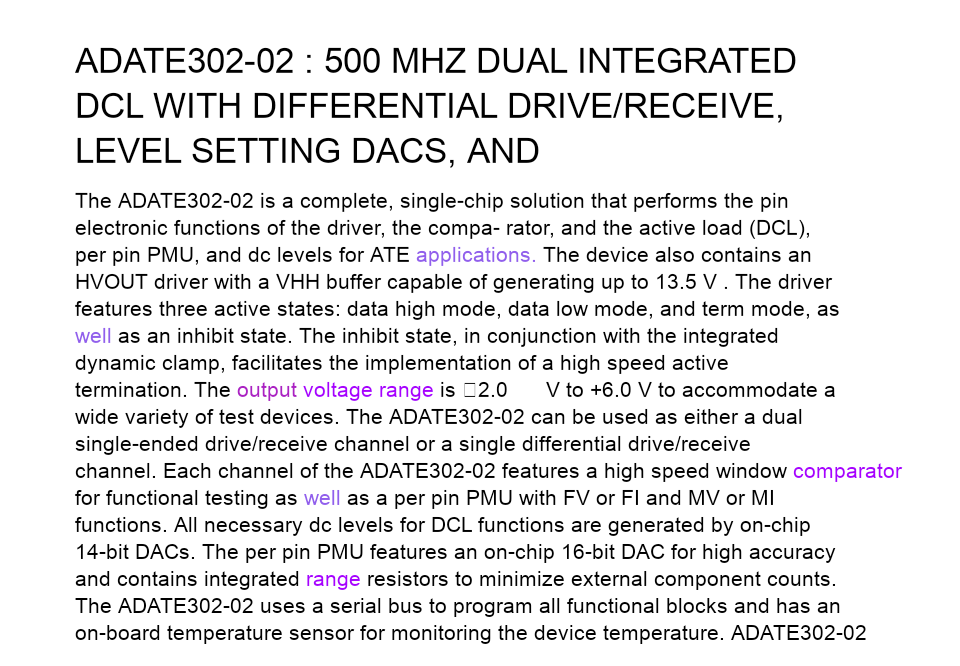 ADATE302-02 : 500 MHZ DUAL INTEGRATED
DCL WITH DIFFERENTIAL DRIVE/RECEIVE,
LEVEL SETTING DACS, AND
The ADATE302-02 is a complete, single-chip solution that performs the pin
electronic functions of the driver, the compa- rator, and the active load (DCL),
per pin PMU, and dc levels for ATE applications. The device also contains an
HVOUT driver with a VHH buffer capable of generating up to 13.5 V . The driver
features three active states: data high mode, data low mode, and term mode, as
well as an inhibit state. The inhibit state, in conjunction with the integrated
dynamic clamp, facilitates the implementation of a high speed active
termination. The output voltage range is □2.0 V to +6.0 V to accommodate a
wide variety of test devices. The ADATE302-02 can be used as either a dual
single-ended drive/receive channel or a single differential drive/receive
channel. Each channel of the ADATE302-02 features a high speed window comparator
for functional testing as well as a per pin PMU with FV or FI and MV or MI
functions. All necessary dc levels for DCL functions are generated by on-chip
14-bit DACs. The per pin PMU features an on-chip 16-bit DAC for high accuracy
and contains integrated range resistors to minimize external component counts.
The ADATE302-02 uses a serial bus to program all functional blocks and has an
on-board temperature sensor for monitoring the device temperature. ADATE302-02